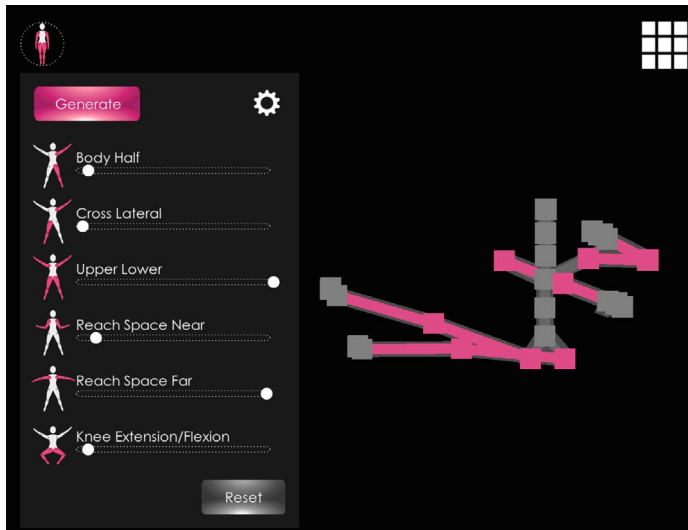 Generate
Body Half
Cross Lateral
Upper Lower
Reach Space Near
Reach Space Far
Knee Extension/Flexion
Reset